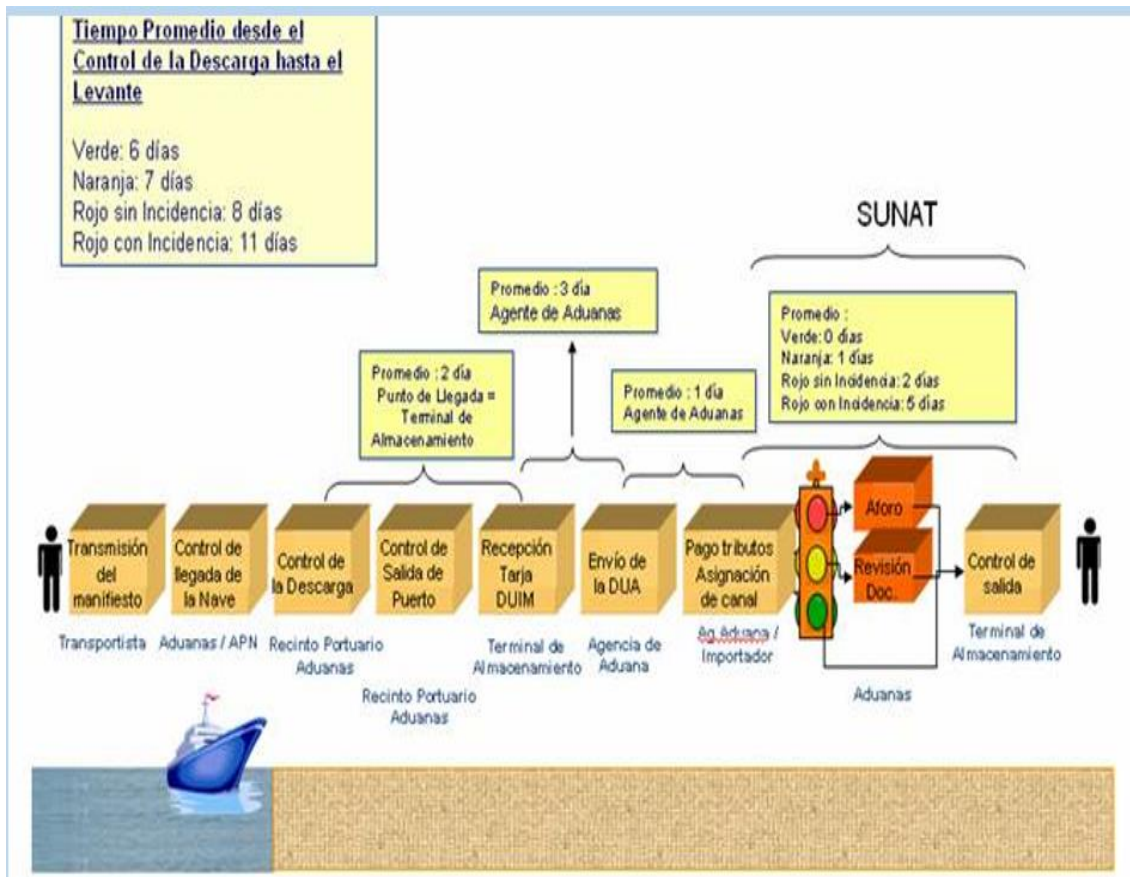 Tiempo Promedio desde el
Control de la Descarga hasta el
Levante
Verde: 6 días
Naranja: 7 días
Rojo sin Incidencia: 8 días
Rojo con Incidencia: 11 días
SUNAT
Promedio : 3 día
Agente de Aduanas
Promedio :
Verde: 0 días
Naranja: 1 días
Rojo sin Incidencia: 2 días
Rojo con Incidencia: 5 días
Promedio : 2 día
Punto de Llegada =
Terminal de
Almacenamiento
Promedio : 1 día
Agente de Aduanas
Transmisión
del
manifiesto
Control de
llegada de
la Nave
Control de
la Descarga
Control de
Salida de
Puerto
Recepción
Tarja
DUIM
Envío de
la DUA
Pago tributos
Asignación
de canal
Aforo
Revisión
Doc.
Control de
salida
Transportista
Aduanas / APN
Recinto Portuario
Aduanas
Recinto Portuario
Aduanas
Terminal de
Almacenamiento
Agencia de
Aduana
Ag.Aduana /
Importador
Aduanas
Terminal de
Almacenamiento